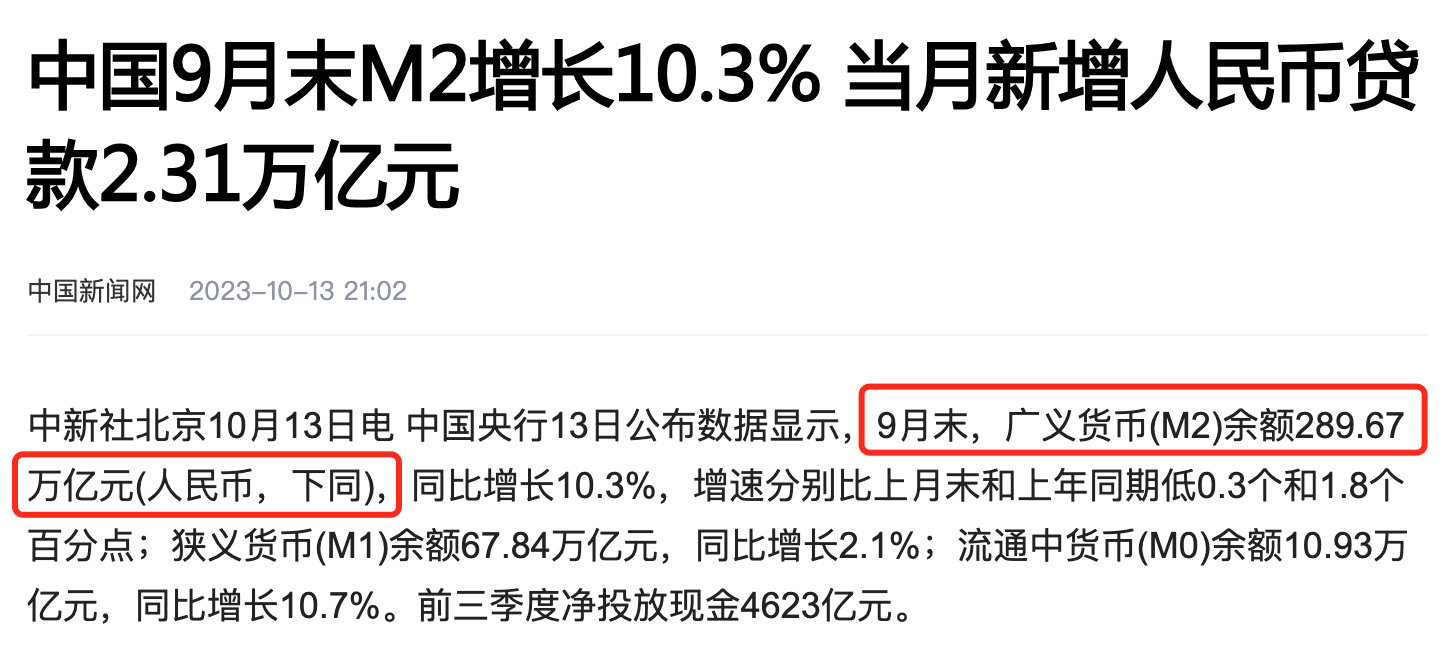 中国9月末M2增长10.3% 当月新增人民币贷
款2.31万亿元
中国新闻网 2023-10-13 21:02
中新社北京10月13日电 中国央行13日公布数据显示，9月末，广义货币(M2)余额289.67
万亿元(人民币，下同)，同比增长10.3%，增速分别比上月末和上年同期低0.3个和1.8个
百分点；狭义货币(M1)余额67.84万亿元，同比增长2.1%；流通中货币(M0)余额10.93万
亿元，同比增长10.7%。前三季度净投放现金4623亿元。